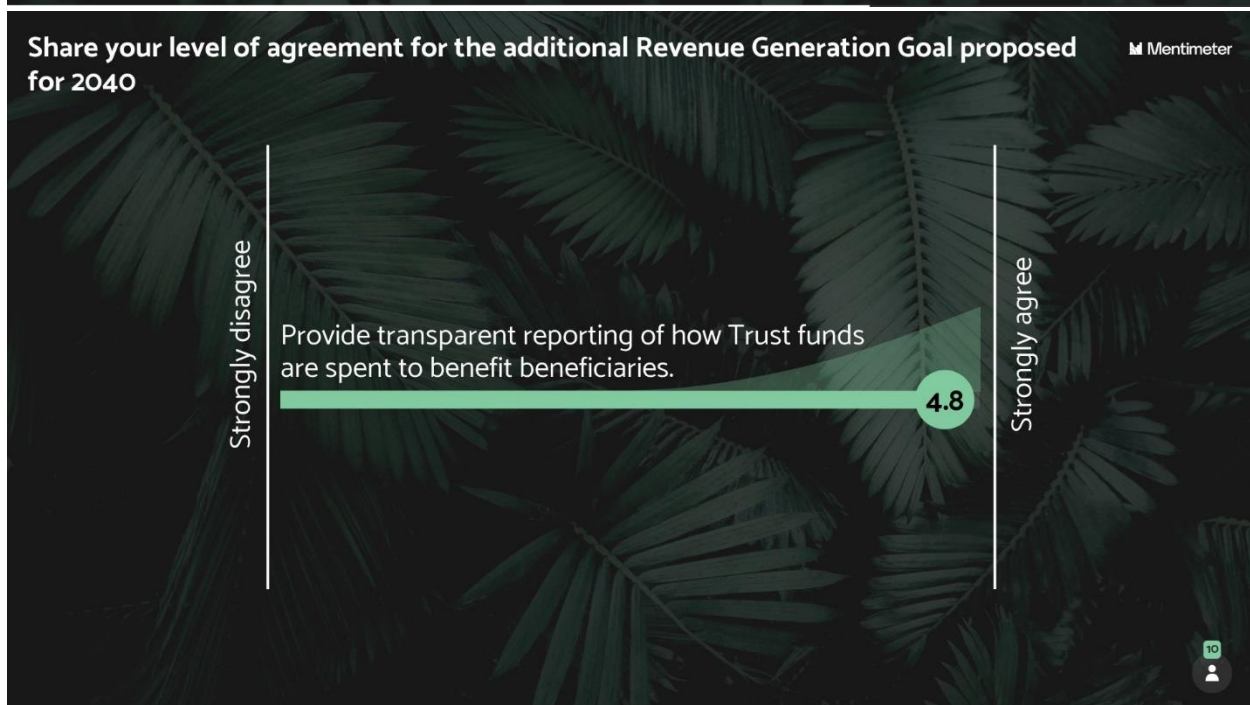 Share your level of agreement for the additional Revenue Generation Goal proposed
for 2040
Mentimeter
Strongly disagree
Provide transparent reporting of how Trust funds
are spent to benefit beneficiaries.
4.8
Strongly agree
10